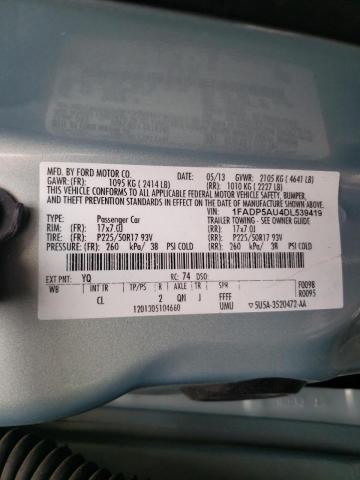 MFD. BY FORD MOTOR CO. 05/13 GVWR: 2105 KG ( 4641 LB)
GAWR:(FR): 1095 KG ( 2414 LB) (RR): 1010 KG ( 2227 LB)
THIS VEHICLE CONFORMS TO ALL APPLICABLE FEDERAL MOTOR VEHICLE SAFETY, BUMPER,
AND THEFT PREVENTION STANDARDS IN EFFECT ON THE DATE OF MANUFACTURE SHOWN ABOVE.
VIN: 1FADP5AU4DL539419
TYPE: Passenger Car TRAILER TOWING - SEE OWNERS GUIDE
RIM: (FR): 17x7.0J (RR): 17x7.0J
TIRE: (FR): P225/50R17 93V (RR): P225/50R17 93V
PRESSURE:(FR): 260 kPa/ 38 PSI COLD (RR): 260 kPa/ 38 PSI COLD
EXT PNT: YQ RC: 74 DSO: F0098
WB INT TR TP/PS R AXLE TR SPR R0095
CL 2 QN J FFFF
1201305104660 UMU 5U5A-3520472-AA